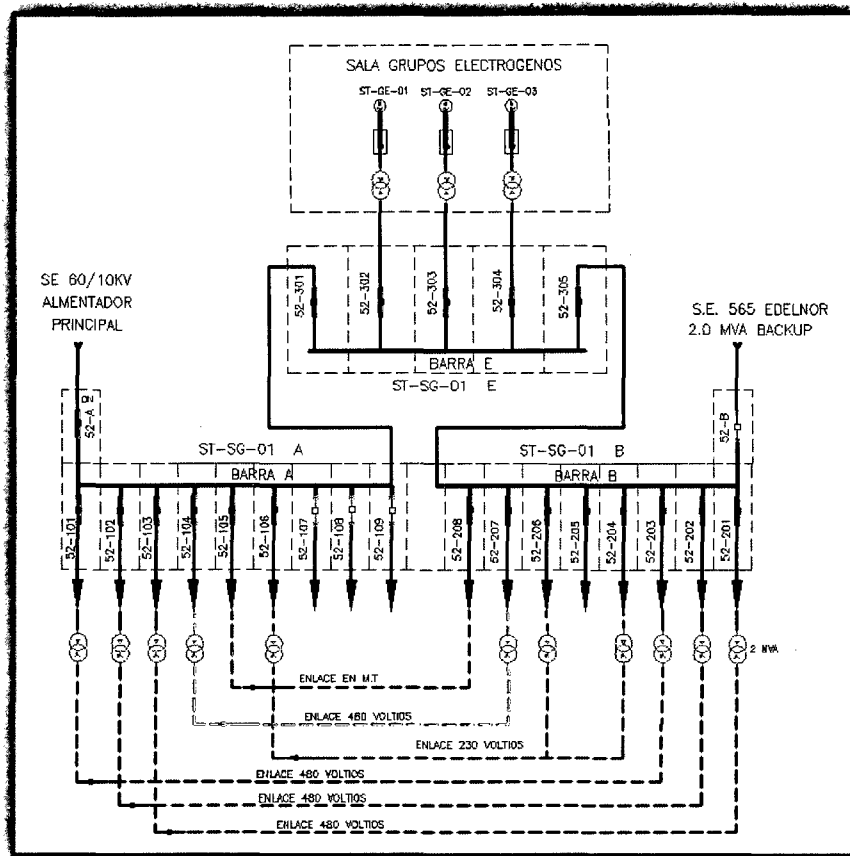 SALA GRUPOS ELECTROGENOS
ST-GE-01 ST-GE-02 ST-GE-03
52-301
52-302
52-303
52-304
52-305
BARRA E
ST-SG-01 E
SE 60/10KV
ALMENTADOR
PRINCIPAL
S.E. 565 EDELNOR
2.0 MVA BACKUP
52-A
52-B
ST-SG-01 A
ST-SG-01 B
BARRA A
BARRA B
52-101
52-102
52-103
52-104
52-105
52-106
52-107
52-108
52-109
52-208
52-207
52-206
52-205
52-204
52-203
52-202
52-201
2 MVA
ENLACE EN M.T
ENLACE 480 VOLTIOS
ENLACE 230 VOLTIOS
ENLACE 480 VOLTIOS
ENLACE 480 VOLTIOS
ENLACE 480 VOLTIOS